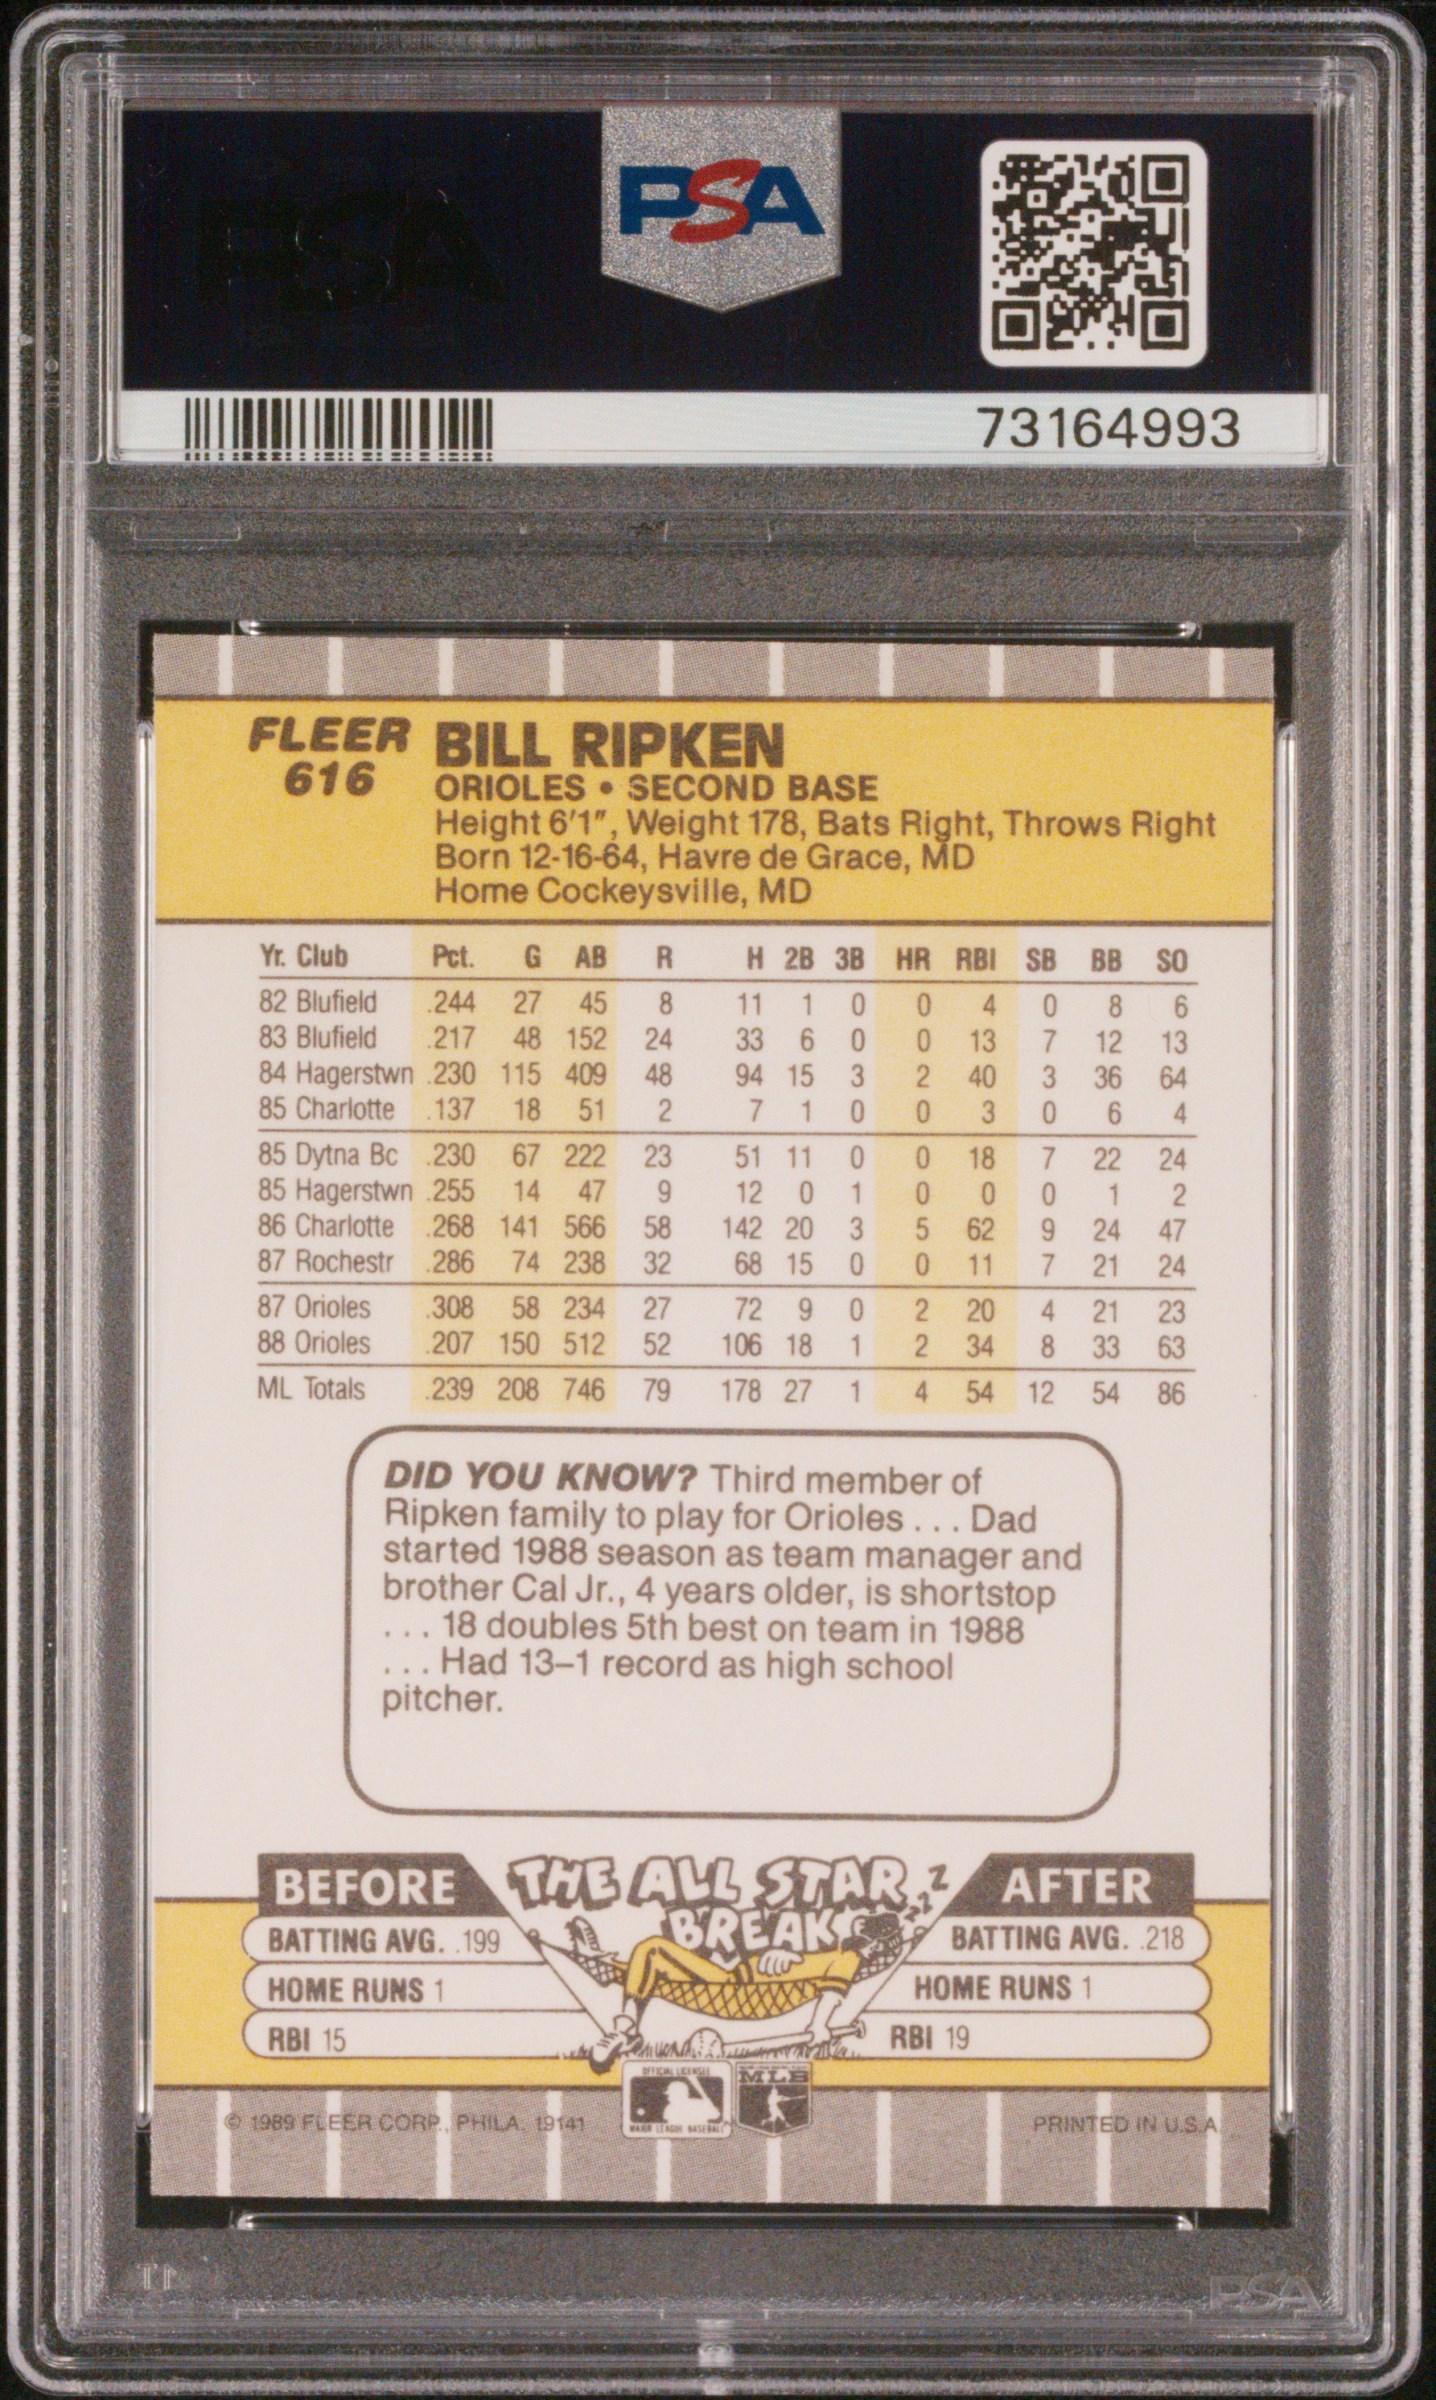 PSA
PSA
73164993
FLEER
616
BILL RIPKEN
ORIOLES • SECOND BASE
Height 6'1", Weight 178, Bats Right, Throws Right
Born 12-16-64, Havre de Grace, MD
Home Cockeysville, MD
Yr. Club Pct. G AB R H 2B 3B HR RBI SB BB SO
82 Blufield .244 27 45 8 11 1 0 0 4 0 8 6
83 Blufield .217 48 152 24 33 6 0 0 13 7 12 13
84 Hagerstwn .230 115 409 48 94 15 3 2 40 3 36 64
85 Charlotte .137 18 51 2 7 1 0 0 3 0 6 4
85 Dytna Bc .230 67 222 23 51 11 0 0 18 7 22 24
85 Hagerstwn .255 14 47 9 12 0 1 0 0 0 1 2
86 Charlotte .268 141 566 58 142 20 3 5 62 9 24 47
87 Rochestr .286 74 238 32 68 15 0 0 11 7 21 24
87 Orioles .308 58 234 27 72 9 0 2 20 4 21 23
88 Orioles .207 150 512 52 106 18 1 2 34 8 33 63
ML Totals .239 208 746 79 178 27 1 4 54 12 54 86
DID YOU KNOW? Third member of
Ripken family to play for Orioles . . . Dad
started 1988 season as team manager and
brother Cal Jr., 4 years older, is shortstop
. . . 18 doubles 5th best on team in 1988
. . . Had 13–1 record as high school
pitcher.
BEFORE THE ALL STAR BREAK ZZZ AFTER
BATTING AVG. .199 BATTING AVG. .218
HOME RUNS 1 HOME RUNS 1
RBI 15 RBI 19
OFFICIAL LICENSEE
MAJOR LEAGUE BASEBALL
MLB
© 1989 FLEER CORP., PHILA. 19141 PRINTED IN U.S.A.
PSA